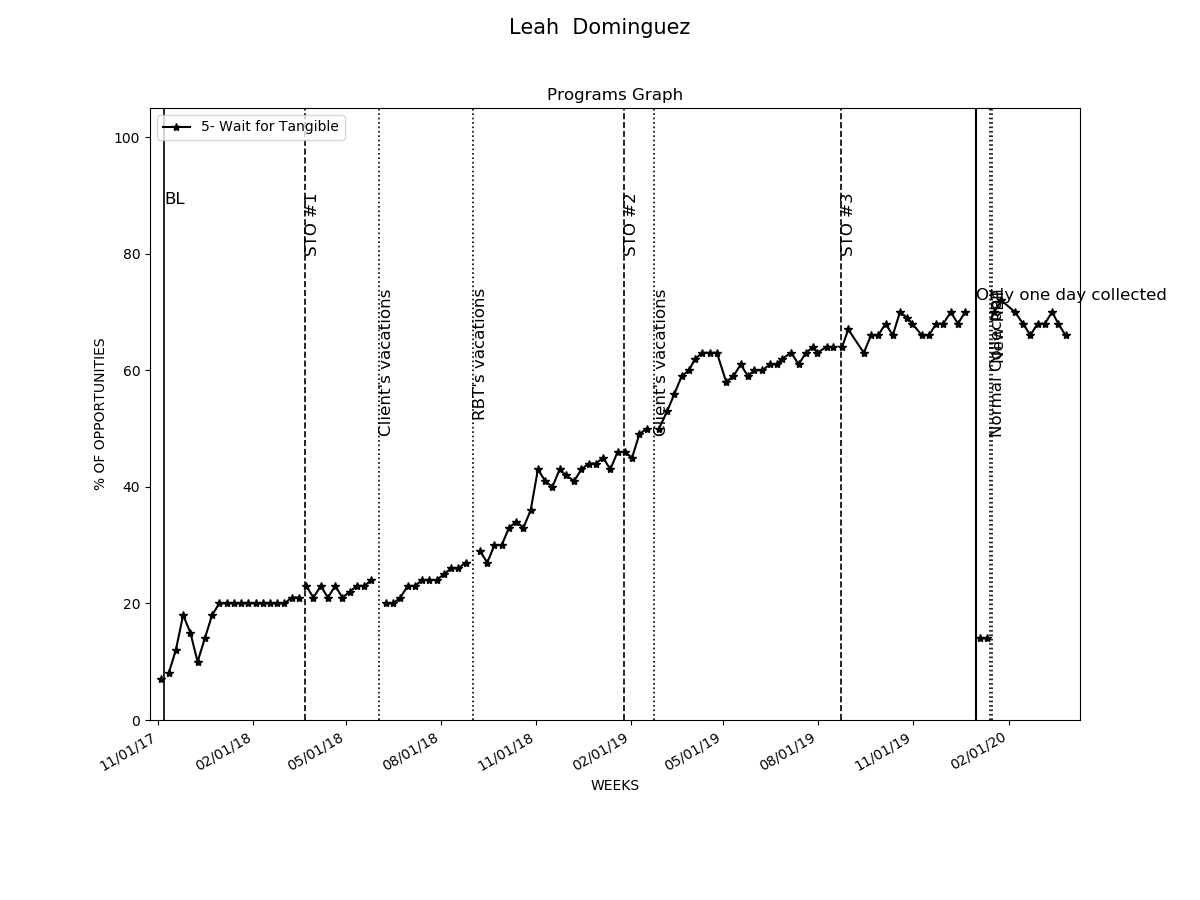 Leah Dominguez
Programs Graph
5- Wait for Tangible
100
80
60
40
20
0
% OF OPPORTUNITIES
BL
STO #1
Client's vacations
RBT's vacations
STO #2
Client's vacations
STO #3
Only one day collected
Normal
New
11/01/17
02/01/18
05/01/18
08/01/18
11/01/18
02/01/19
05/01/19
08/01/19
11/01/19
02/01/20
WEEKS